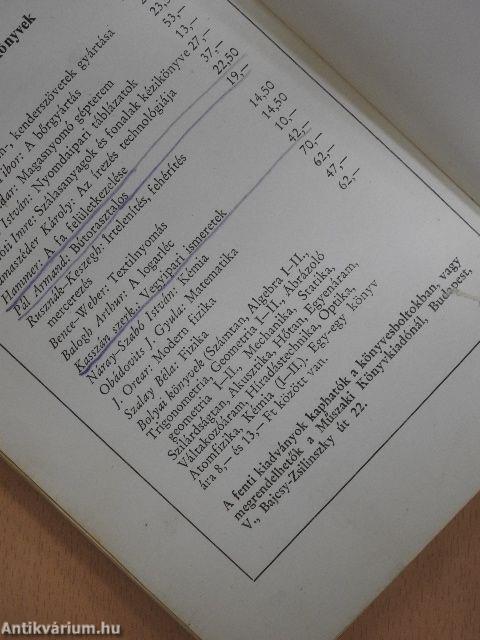 könyvek
kenderszövetek gyártása
Tibor: A bőrgyártás 23,
Magasnyomó gépterem 53,–
István: Nyomdaipari táblázatok 13,–
Imre: Szálasanyagok és fonalak kézikönyve 27,–
Károly: Az írezés technológiája 37,–
Hammer: A fa felületkezelése 22,50
Pál Armand: Bútorasztalos 19,–
Rusznák–Keszegh: Írtelenítés, fehérítés,
mercerezés 14,50
Bence-Weber: Textilnyomás 14,50
Balogh Arthur: A logarléc 10,–
Kasszán szerk.: Vegyipari ismeretek 42,–
Náray-Szabó István: Kémia 70,–
Obádovits J. Gyula: Matematika 62,–
J. Orear: Modern fizika 47,–
Szalay Béla: Fizika 62,–
Bolyai könyvek (Számtan, Algebra I–II.,
Trigonometria, Geometria I–II., Ábrázoló
geometria I–II., Mechanika, Statika,
Szilárdságtan, Akusztika, Hőtan, Egyenáram,
Váltakozóáram, Híradástechnika, Optika,
Atomfizika, Kémia (I–II). Egy-egy könyv
ára 8,– és 13,– Ft között van.
A fenti kiadványok kaphatók a könyvesboltokban, vagy
megrendelhetők a Műszaki Könyvkiadónál, Budapest,
V., Bajcsy-Zsilinszky út 22.
Antikvárium.hu